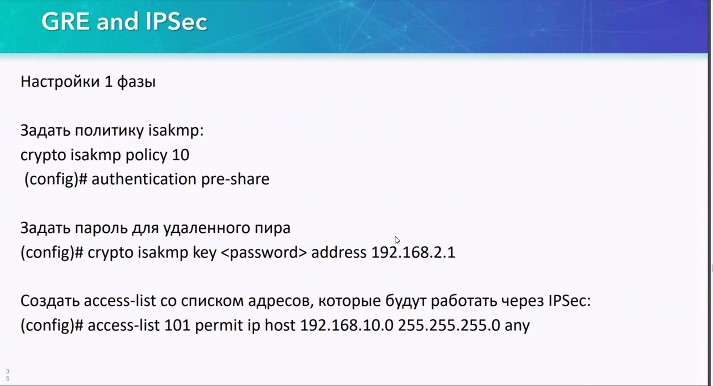 GRE and IPSec
Настройки 1 фазы
Задать политику isakmp:
crypto isakmp policy 10
(config)# authentication pre-share
Задать пароль для удаленного пира
(config)# crypto isakmp key <password> address 192.168.2.1
Создать access-list со списком адресов, которые будут работать через IPSec:
(config)# access-list 101 permit ip host 192.168.10.0 255.255.255.0 any
3
5